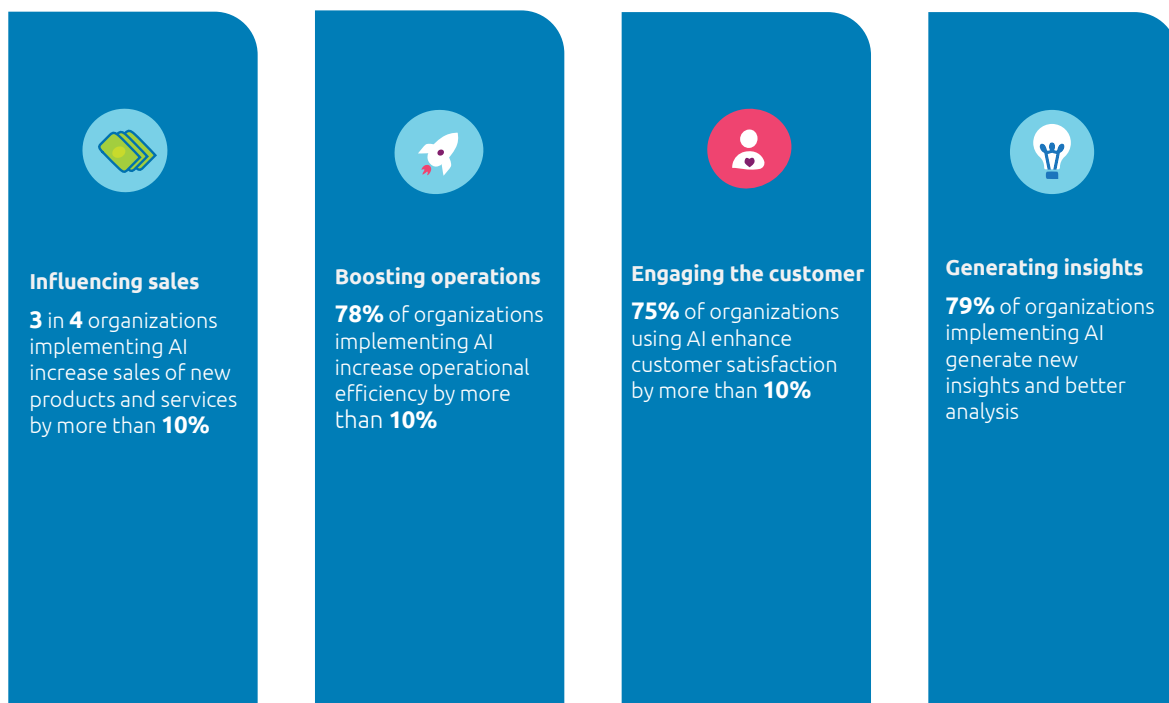 Influencing sales
3 in 4 organizations
implementing AI
increase sales of new
products and services
by more than 10%
Boosting operations
78% of organizations
implementing AI
increase operational
efficiency by more
than 10%
Engaging the customer
75% of organizations
using AI enhance
customer satisfaction
by more than 10%
Generating insights
79% of organizations
implementing AI
generate new
insights and better
analysis